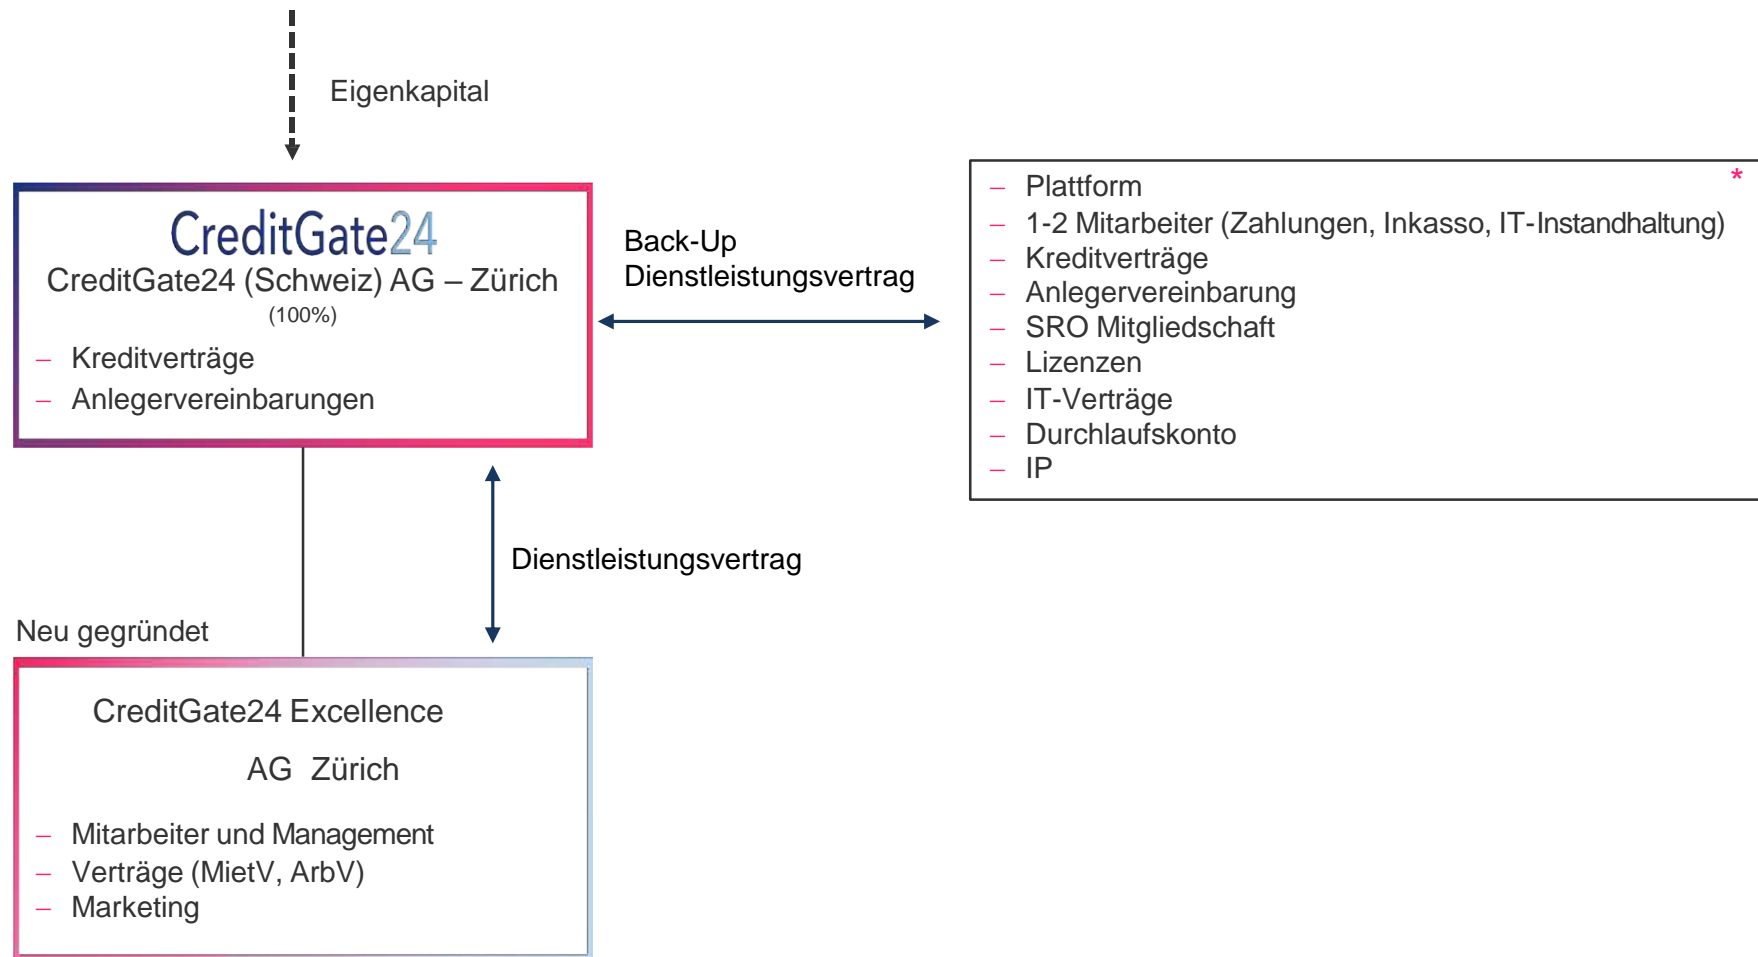 Eigenkapital
CreditGate24
CreditGate24 (Schweiz) AG – Zürich
(100%)
– Kreditverträge
– Anlegervereinbarungen
Back-Up
Dienstleistungsvertrag
*
– Plattform
– 1-2 Mitarbeiter (Zahlungen, Inkasso, IT-Instandhaltung)
– Kreditverträge
– Anlegervereinbarung
– SRO Mitgliedschaft
– Lizenzen
– IT-Verträge
– Durchlaufskonto
– IP
Dienstleistungsvertrag
Neu gegründet
CreditGate24 Excellence
AG Zürich
– Mitarbeiter und Management
– Verträge (MietV, ArbV)
– Marketing